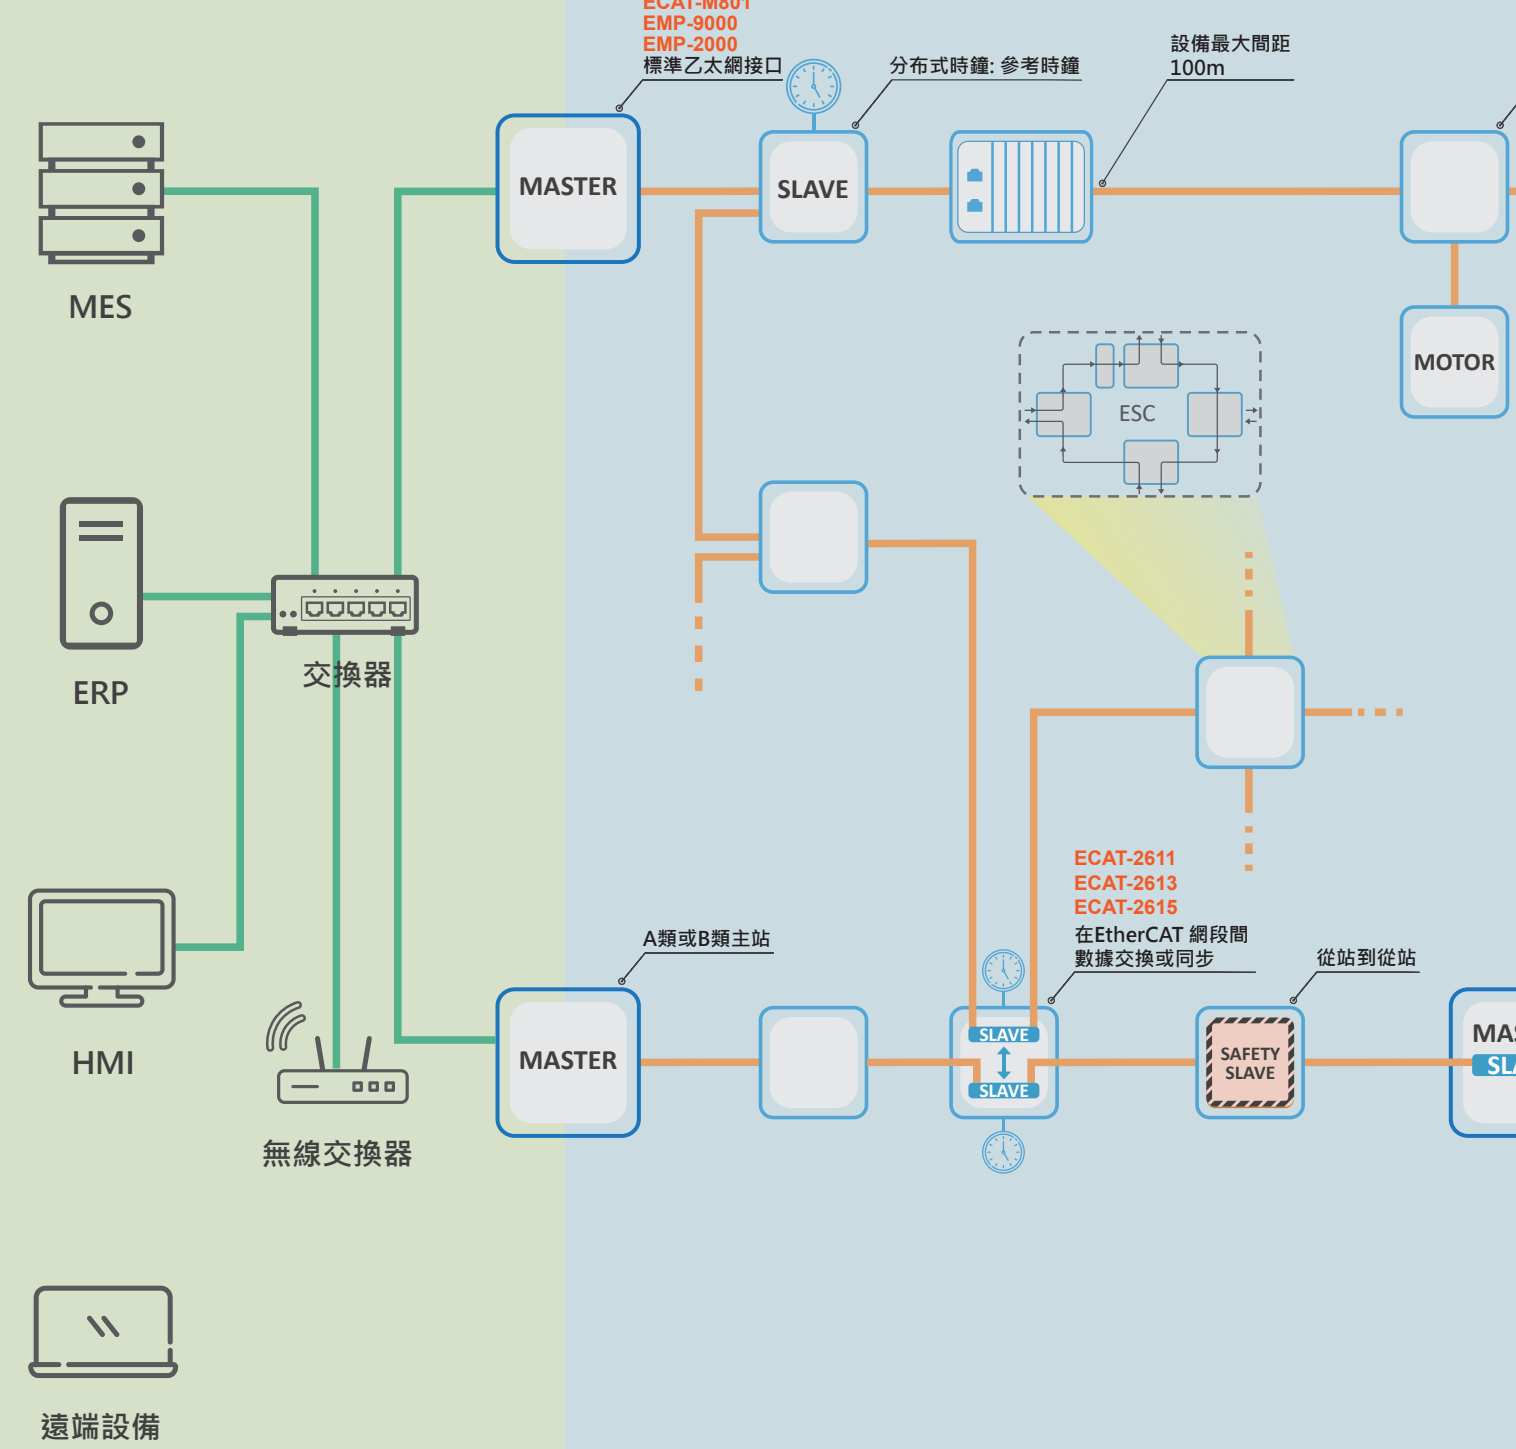 ECAT-M801
EMP-9000
EMP-2000
標準乙太網接口
分布式時鐘: 參考時鐘
設備最大間距
100m
MASTER
SLAVE
MES
MOTOR
ESC
交換器
ERP
ECAT-2611
ECAT-2613
ECAT-2615
在EtherCAT 網段間
數據交換或同步
A類或B類主站
從站到從站
MASTER
SLAVE
SLAVE
SAFETY
SLAVE
HMI
無線交換器
遠端設備